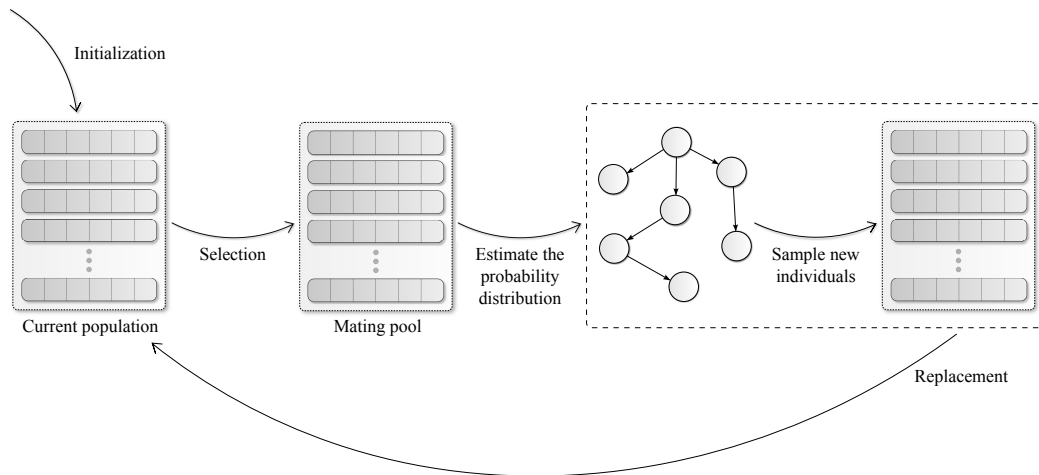 Initialization
Selection
Estimate the
probability
distribution
Sample new
individuals
Current population
Mating pool
Replacement